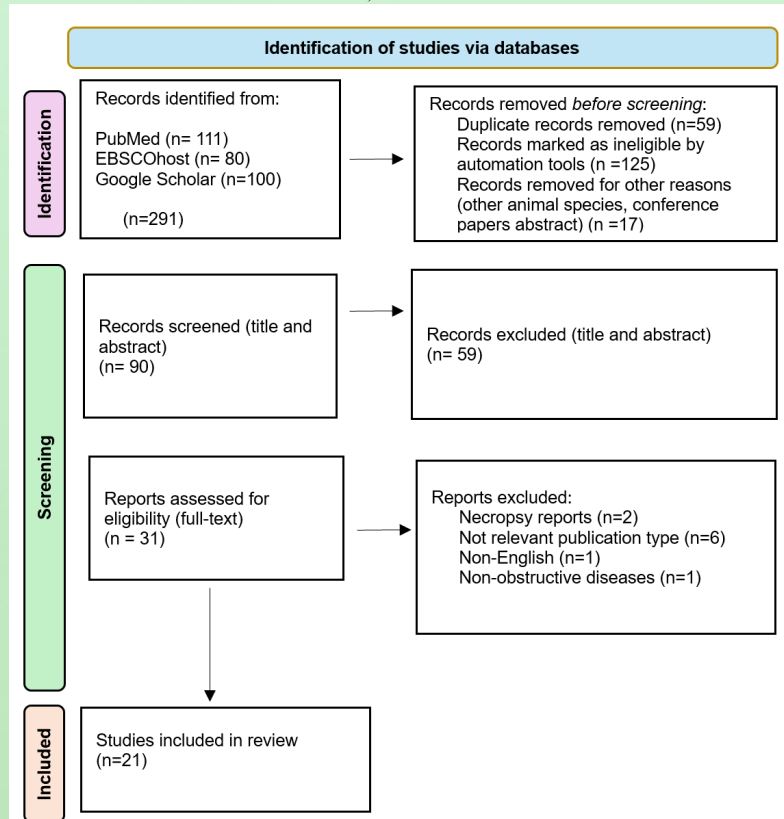 Identification of studies via databases
Identification
Records identified from:
PubMed (n= 111)
EBSCOhost (n= 80)
Google Scholar (n=100)
(n=291)
Records removed before screening:
Duplicate records removed (n=59)
Records marked as ineligible by
automation tools (n =125)
Records removed for other reasons
(other animal species, conference
papers abstract) (n =17)
Screening
Records screened (title and
abstract)
(n= 90)
Records excluded (title and abstract)
(n= 59)
Reports assessed for
eligibility (full-text)
(n = 31)
Reports excluded:
Necropsy reports (n=2)
Not relevant publication type (n=6)
Non-English (n=1)
Non-obstructive diseases (n=1)
Included
Studies included in review
(n=21)